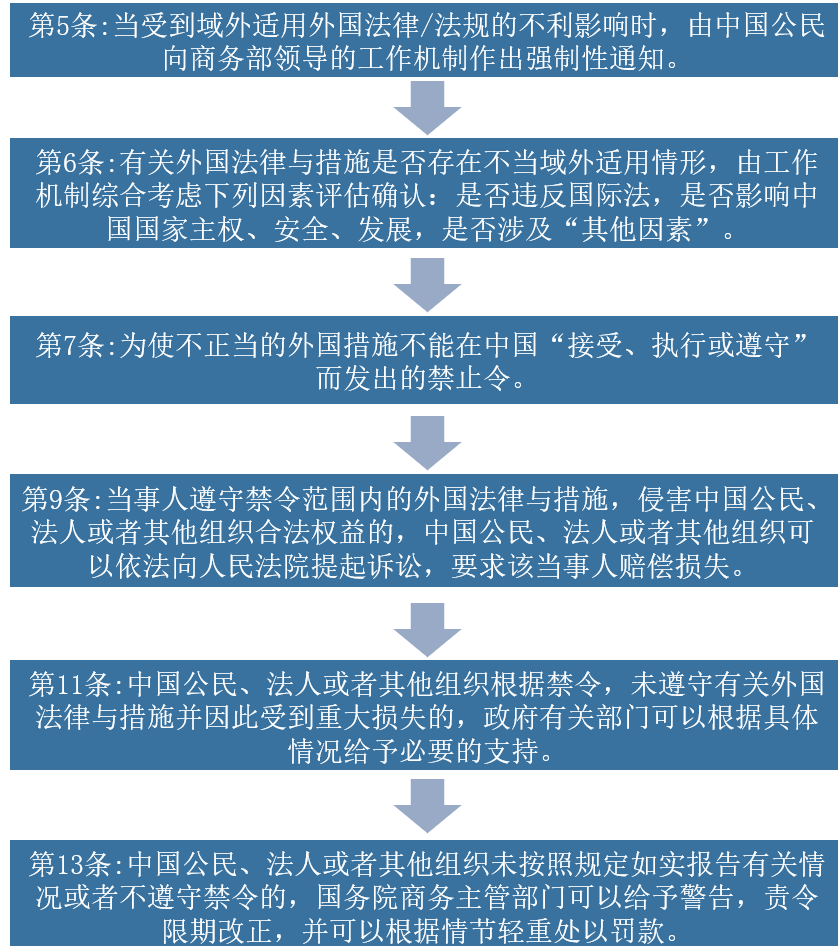 第5条:当受到域外适用外国法律/法规的不利影响时，由中国公民
向商务部领导的工作机制作出强制性通知。
第6条:有关外国法律与措施是否存在不当域外适用情形，由工作
机制综合考虑下列因素评估确认：是否违反国际法，是否影响中
国国家主权、安全、发展，是否涉及“其他因素”。
第7条:为使不正当的外国措施不能在中国“接受、执行或遵守”
而发出的禁止令。
第9条:当事人遵守禁令范围内的外国法律与措施，侵害中国公民、
法人或者其他组织合法权益的，中国公民、法人或者其他组织可
以依法向人民法院提起诉讼，要求该当事人赔偿损失。
第11条:中国公民、法人或者其他组织根据禁令，未遵守有关外国
法律与措施并因此受到重大损失的，政府有关部门可以根据具体
情况给予必要的支持。
第13条:中国公民、法人或者其他组织未按照规定如实报告有关情
况或者不遵守禁令的，国务院商务主管部门可以给予警告，责令
限期改正，并可以根据情节轻重处以罚款。